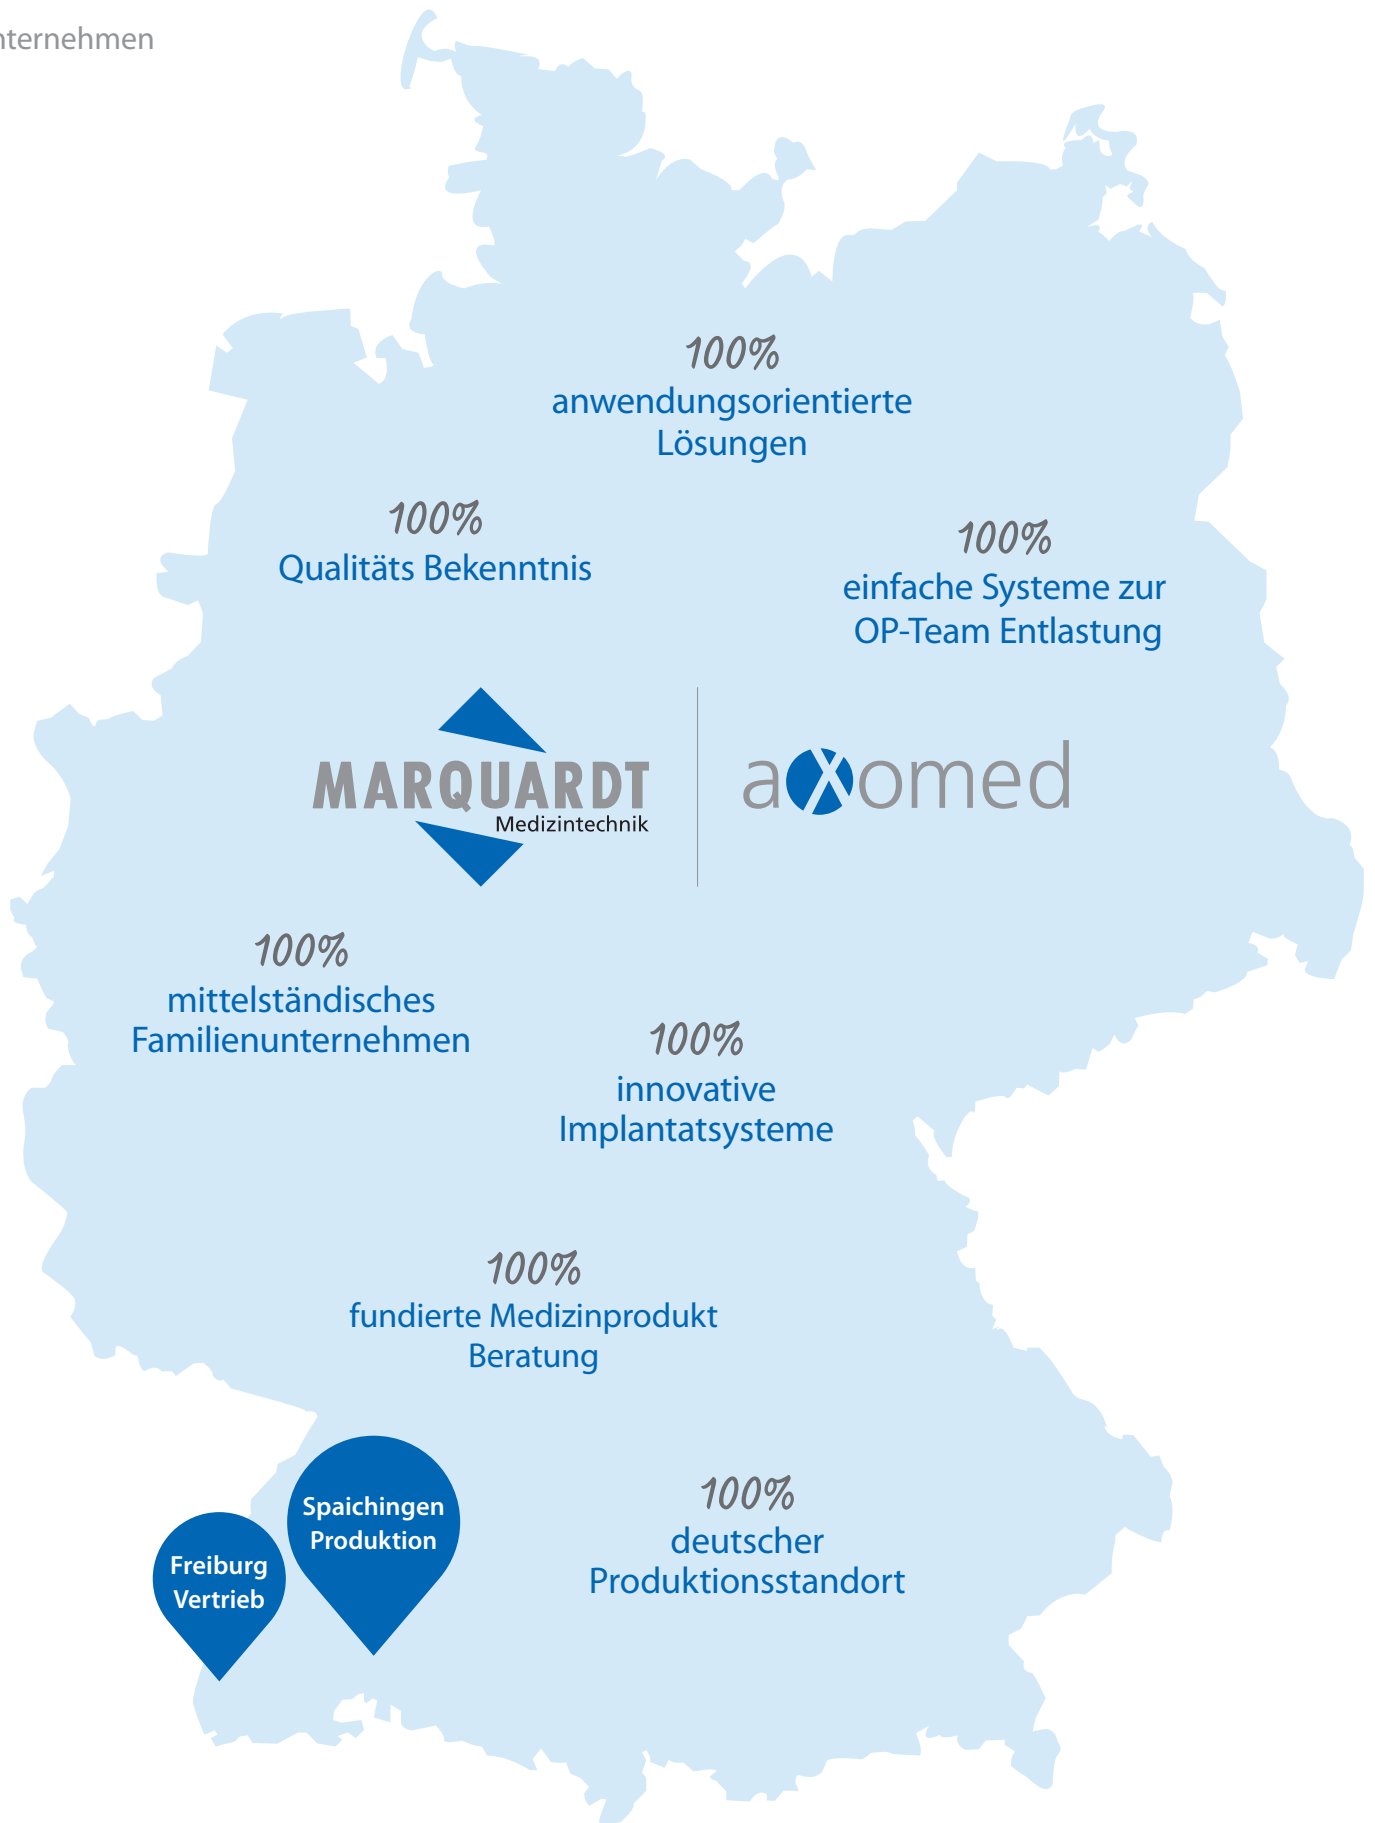 100%
anwendungsorientierte
Lösungen
100%
Qualitäts Bekenntnis
100%
einfache Systeme zur
OP-Team Entlastung
MARQUARDT
Medizintechnik
axomed
100%
mittelständisches
Familienunternehmen
100%
innovative
Implantatsysteme
100%
fundierte Medizinprodukt
Beratung
Spaichingen
Produktion
Freiburg
Vertrieb
100%
deutscher
Produktionsstandort